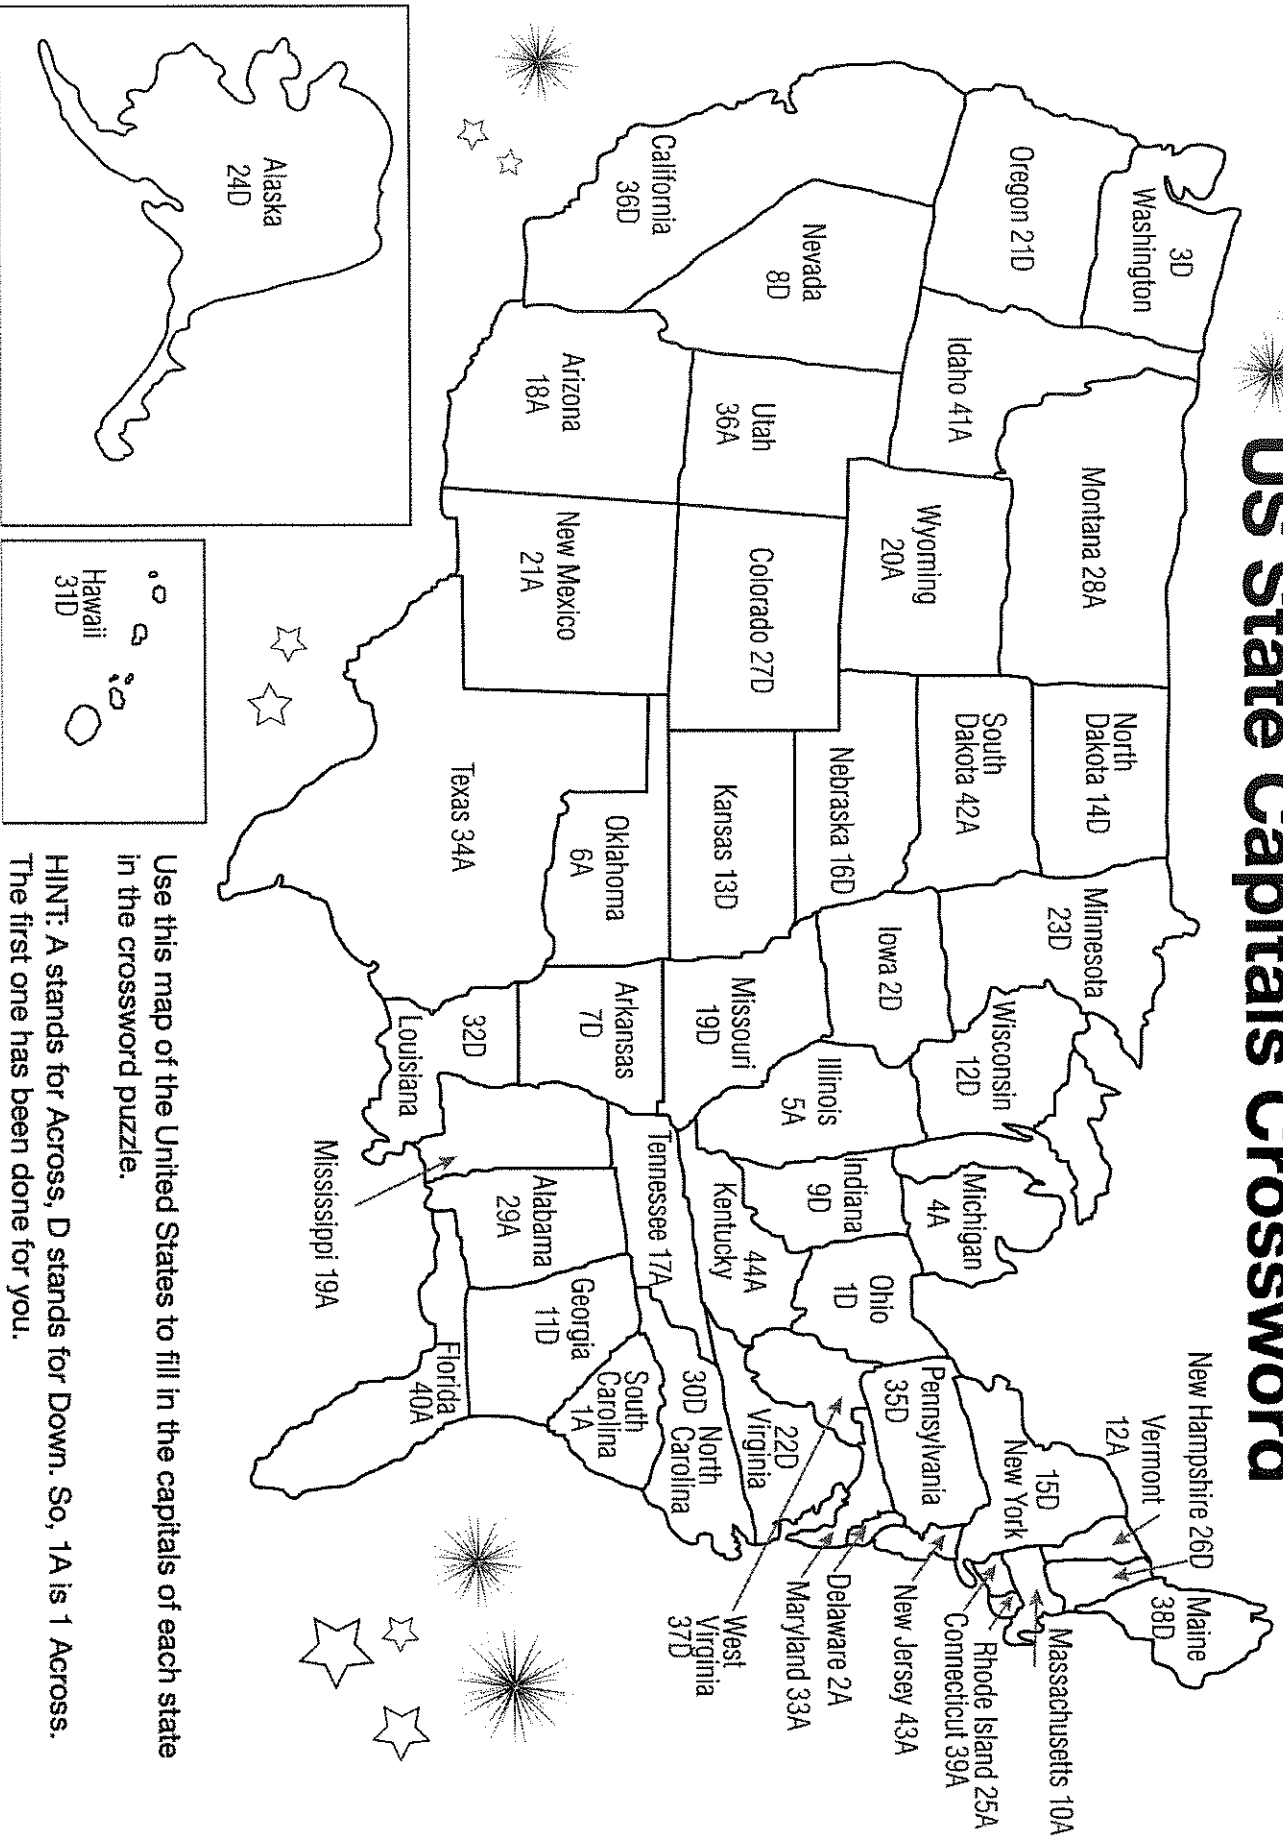 US State Capitals Crossword
3D
Washington
Oregon 21D
California
36D
Nevada
8D
Idaho 41A
Montana 28A
Wyoming
20A
Utah
36A
Arizona
18A
Colorado 27D
New Mexico
21A
North
Dakota 14D
South
Dakota 42A
Nebraska 16D
Kansas 13D
Oklahoma
6A
Texas 34A
Minnesota
23D
Iowa 2D
Missouri
19D
Arkansas
7D
32D
Louisiana
Wisconsin
12D
Illinois
5A
Michigan
4A
Indiana
9D
Ohio
1D
44A
Kentucky
Tennessee 17A
Mississippi 19A
Alabama
29A
Georgia
11D
Florida
40A
South
Carolina
1A
30D North
Carolina
22D
Virginia
West
Virginia
37D
Pennsylvania
35D
15D
New York
New Hampshire 26D
Vermont
12A
Maine
38D
Massachusetts 10A
Rhode Island 25A
Connecticut 39A
New Jersey 43A
Delaware 2A
Maryland 33A
Alaska
24D
Hawaii
31D
Use this map of the United States to fill in the capitals of each state
in the crossword puzzle.
HINT: A stands for Across, D stands for Down. So, 1A is 1 Across.
The first one has been done for you.